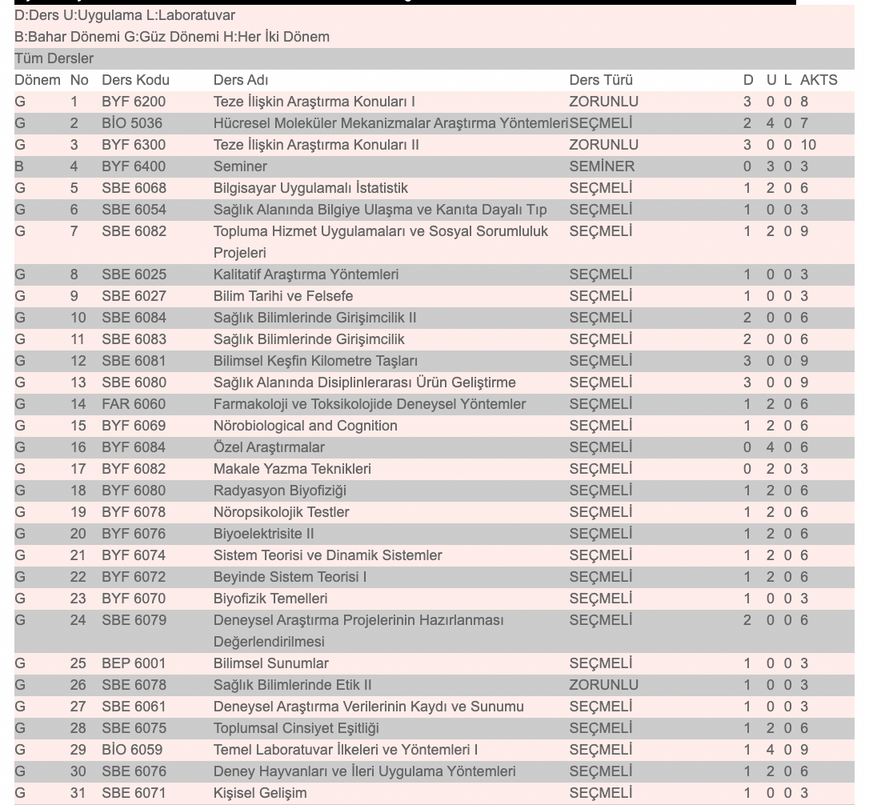 D:Ders U:Uygulama L:Laboratuvar
B:Bahar Dönemi G:Güz Dönemi H:Her İki Dönem
Tüm Dersler
Dönem No Ders Kodu Ders Adı Ders Türü D U L AKTS
G 1 BYF 6200 Teze İlişkin Araştırma Konuları I ZORUNLU 3 0 0 8
G 2 BİO 5036 Hücresel Moleküler Mekanizmalar Araştırma Yöntemleri SEÇMELİ 2 4 0 7
G 3 BYF 6300 Teze İlişkin Araştırma Konuları II ZORUNLU 3 0 0 10
B 4 BYF 6400 Seminer SEMİNER 0 3 0 3
G 5 SBE 6068 Bilgisayar Uygulamalı İstatistik SEÇMELİ 1 2 0 6
G 6 SBE 6054 Sağlık Alanında Bilgiye Ulaşma ve Kanıta Dayalı Tıp SEÇMELİ 1 0 0 3
G 7 SBE 6082 Topluma Hizmet Uygulamaları ve Sosyal Sorumluluk SEÇMELİ 1 2 0 9
Projeleri
G 8 SBE 6025 Kalitatif Araştırma Yöntemleri SEÇMELİ 1 0 0 3
G 9 SBE 6027 Bilim Tarihi ve Felsefe SEÇMELİ 1 0 0 3
G 10 SBE 6084 Sağlık Bilimlerinde Girişimcilik II SEÇMELİ 2 0 0 6
G 11 SBE 6083 Sağlık Bilimlerinde Girişimcilik SEÇMELİ 2 0 0 6
G 12 SBE 6081 Bilimsel Keşfin Kilometre Taşları SEÇMELİ 3 0 0 9
G 13 SBE 6080 Sağlık Alanında Disiplinlerarası Ürün Geliştirme SEÇMELİ 3 0 0 9
G 14 FAR 6060 Farmakoloji ve Toksikolojide Deneysel Yöntemler SEÇMELİ 1 2 0 6
G 15 BYF 6069 Nörobiological and Cognition SEÇMELİ 1 2 0 6
G 16 BYF 6084 Özel Araştırmalar SEÇMELİ 0 4 0 6
G 17 BYF 6082 Makale Yazma Teknikleri SEÇMELİ 0 2 0 3
G 18 BYF 6080 Radyasyon Biyofiziği SEÇMELİ 1 2 0 6
G 19 BYF 6078 Nöropsikolojik Testler SEÇMELİ 1 2 0 6
G 20 BYF 6076 Biyoelektrisite II SEÇMELİ 1 2 0 6
G 21 BYF 6074 Sistem Teorisi ve Dinamik Sistemler SEÇMELİ 1 2 0 6
G 22 BYF 6072 Beyinde Sistem Teorisi I SEÇMELİ 1 2 0 6
G 23 BYF 6070 Biyofizik Temelleri SEÇMELİ 1 0 0 3
G 24 SBE 6079 Deneysel Araştırma Projelerinin Hazırlanması SEÇMELİ 2 0 0 6
Değerlendirilmesi
G 25 BEP 6001 Bilimsel Sunumlar SEÇMELİ 1 0 0 3
G 26 SBE 6078 Sağlık Bilimlerinde Etik II ZORUNLU 1 0 0 3
G 27 SBE 6061 Deneysel Araştırma Verilerinin Kaydı ve Sunumu SEÇMELİ 1 0 0 3
G 28 SBE 6075 Toplumsal Cinsiyet Eşitliği SEÇMELİ 1 2 0 6
G 29 BİO 6059 Temel Laboratuvar İlkeleri ve Yöntemleri I SEÇMELİ 1 4 0 9
G 30 SBE 6076 Deney Hayvanları ve İleri Uygulama Yöntemleri SEÇMELİ 1 2 0 6
G 31 SBE 6071 Kişisel Gelişim SEÇMELİ 1 0 0 3